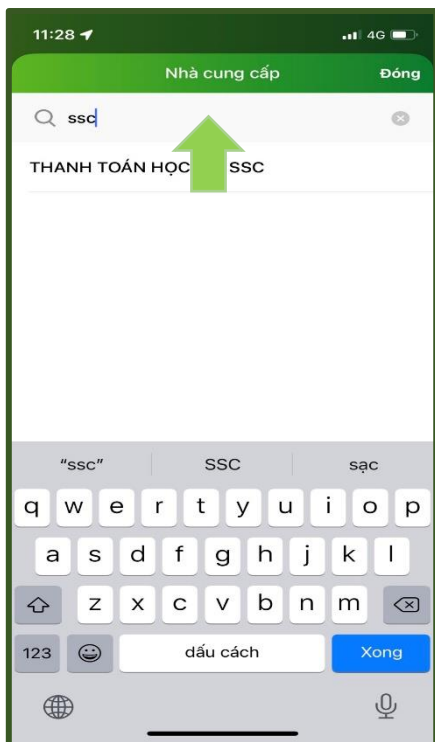 11:28 4G
Nhà cung cấp Đóng
ssc
THANH TOÁN HỌC SSC
“ssc” SSC sạc
q w e r t y u i o p
a s d f g h j k l
z x c v b n m
123 dấu cách Xong